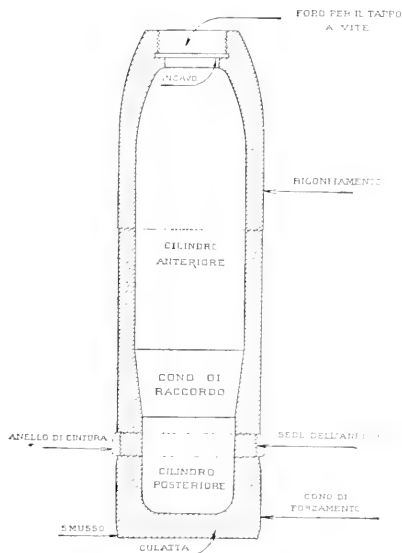 FORO PER IL TAPPO
A VITE
INCAVO
RIGONFIAMENTO
CILINDRO
ANTERIORE
CONO DI
RACCORDO
ANELLO DI CINTURA
SEDE DELL'
CILINDRO
POSTERIORE
CONO DI
FORZAMENTO
SMUSSO
CULATTA